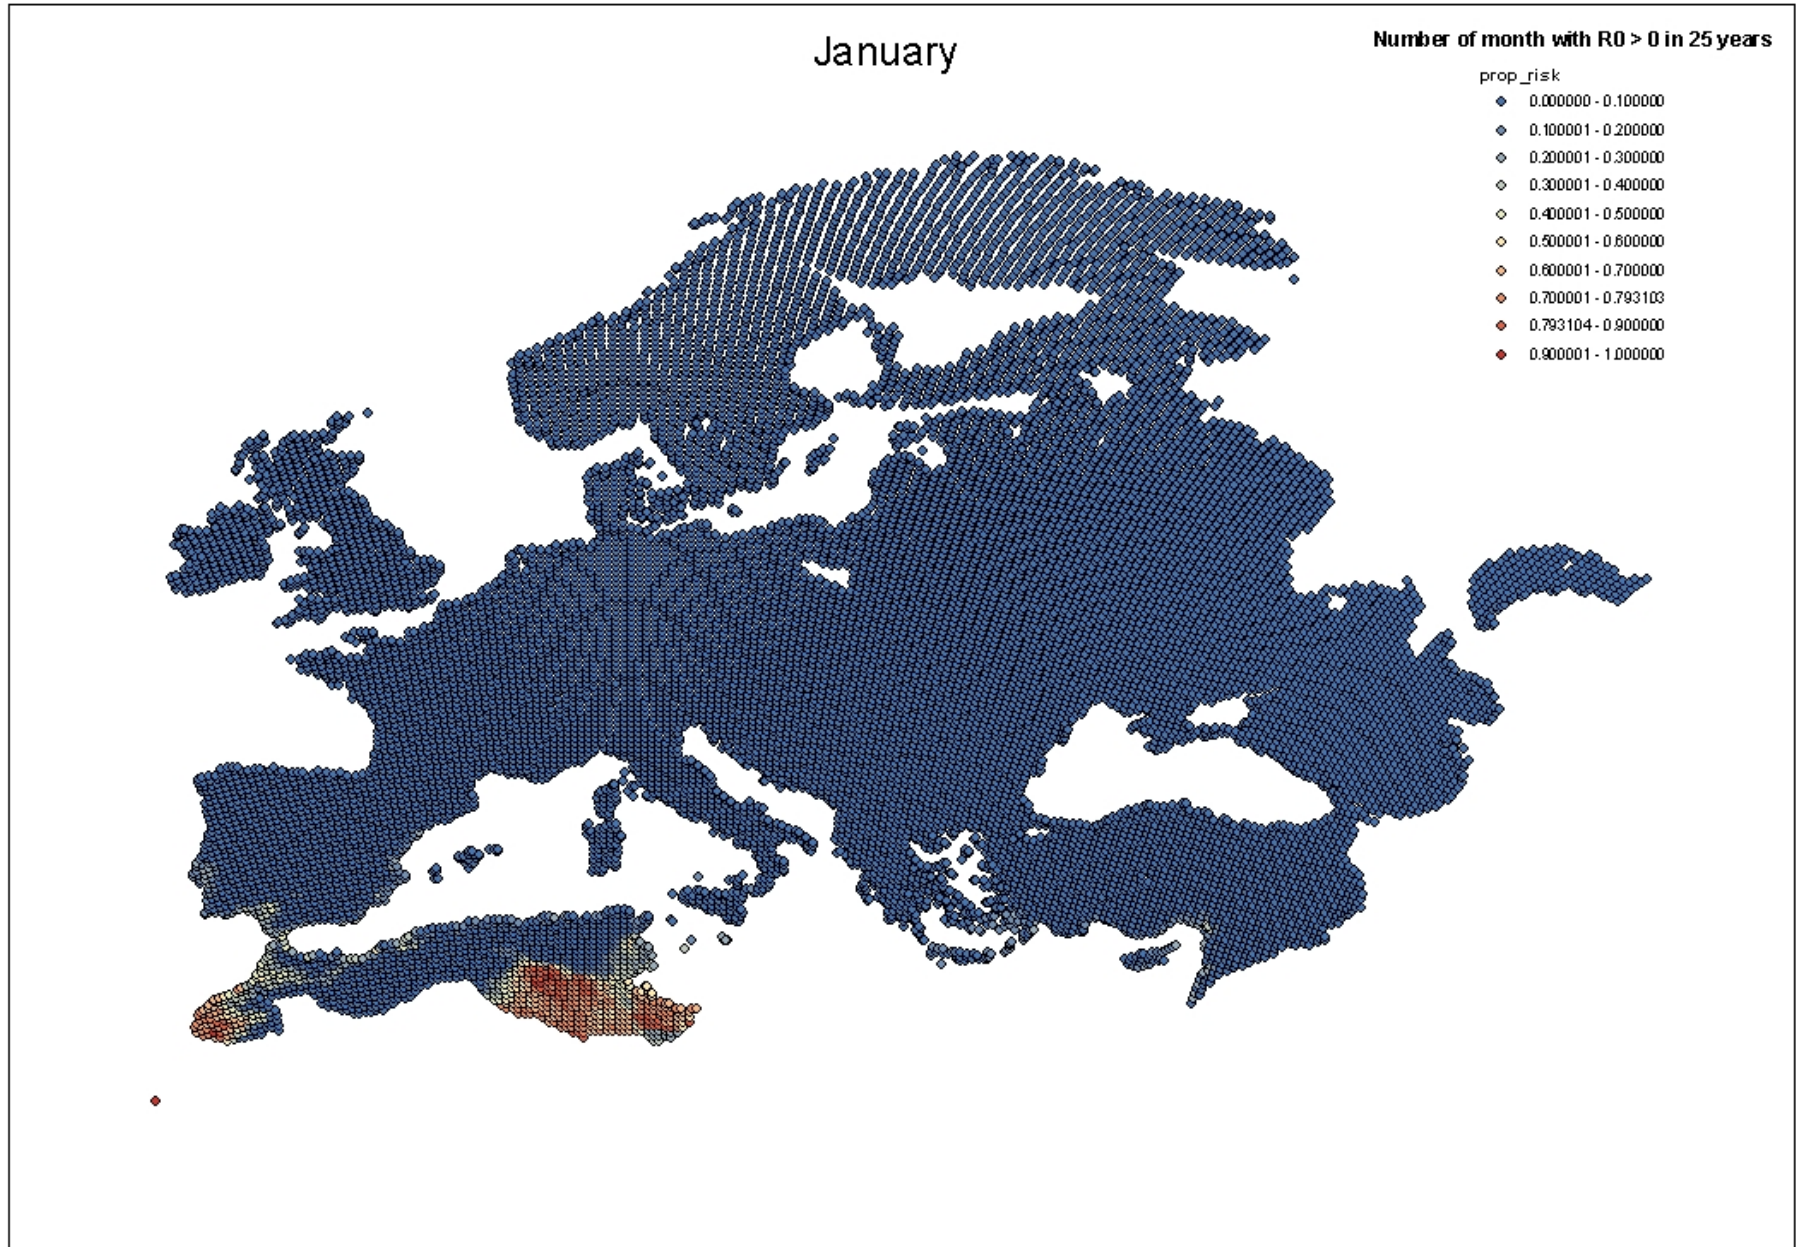 January
Number of month with R0 > 0 in 25 years
prop_risk
0.000000 - 0.100000
0.100001 - 0.200000
0.200001 - 0.300000
0.300001 - 0.400000
0.400001 - 0.500000
0.500001 - 0.600000
0.600001 - 0.700000
0.700001 - 0.793103
0.793104 - 0.900000
0.900001 - 1.000000